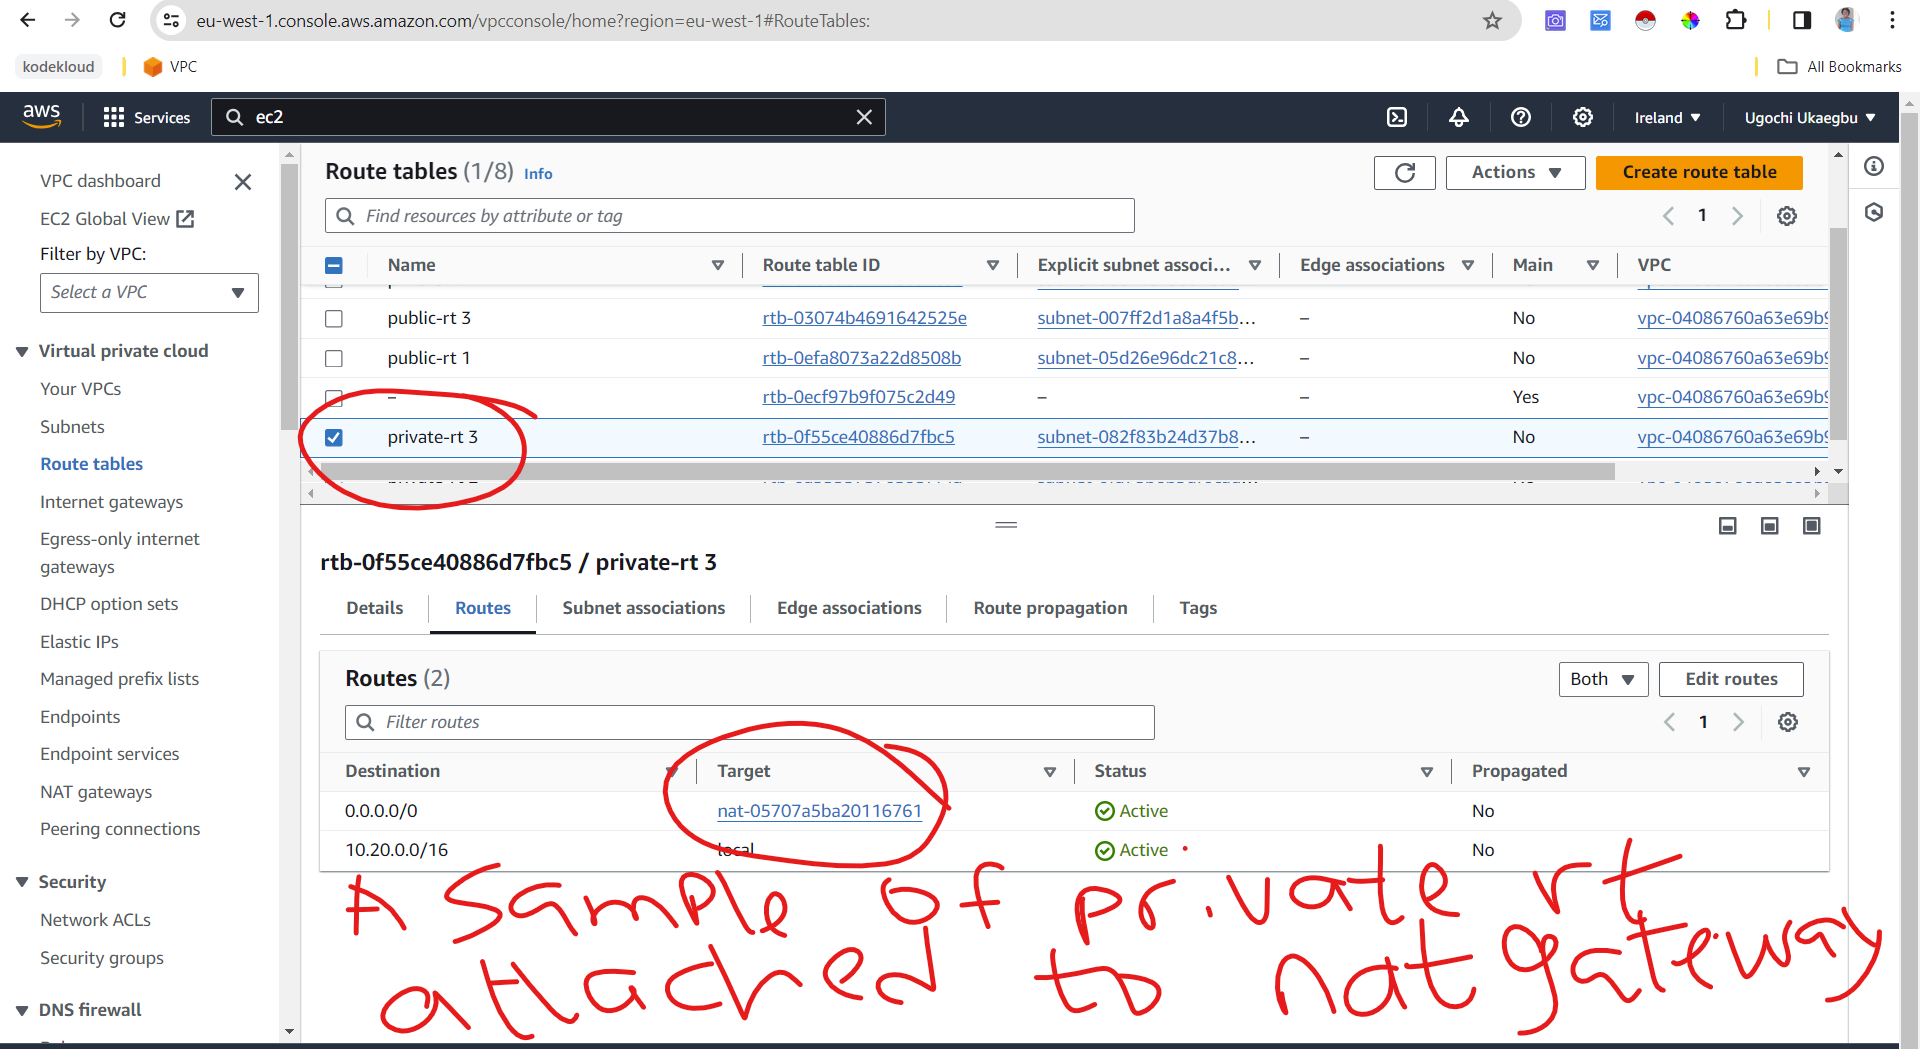 eu-west-1.console.aws.amazon.com/vpcconsole/home?region=eu-west-1#RouteTables:
kodekloud VPC All Bookmarks
aws Services ec2 Ireland Ugochi Ukaegbu
VPC dashboard
EC2 Global View
Filter by VPC:
Select a VPC
Virtual private cloud
Your VPCs
Subnets
Route tables
Internet gateways
Egress-only internet
gateways
DHCP option sets
Elastic IPs
Managed prefix lists
Endpoints
Endpoint services
NAT gateways
Peering connections
Security
Network ACLs
Security groups
DNS firewall
Route tables (1/8) Info Actions Create route table
Find resources by attribute or tag 1
Name Route table ID Explicit subnet associ... Edge associations Main VPC
public-rt 3 rtb-03074b4691642525e subnet-007ff2d1a8a4f5b... – No vpc-04086760a63e69b9
public-rt 1 rtb-0efa8073a22d8508b subnet-05d26e96dc21c8... – No vpc-04086760a63e69b9
– rtb-0ecf97b9f075c2d49 – – Yes vpc-04086760a63e69b9
private-rt 3 rtb-0f55ce40886d7fbc5 subnet-082f83b24d37b8... – No vpc-04086760a63e69b9
rtb-0f55ce40886d7fbc5 / private-rt 3
Details Routes Subnet associations Edge associations Route propagation Tags
Routes (2) Both Edit routes
Filter routes 1
Destination Target Status Propagated
0.0.0.0/0 nat-05707a5ba20116761 Active No
10.20.0.0/16 local Active No
A sample of private rt
attached to nat gateway